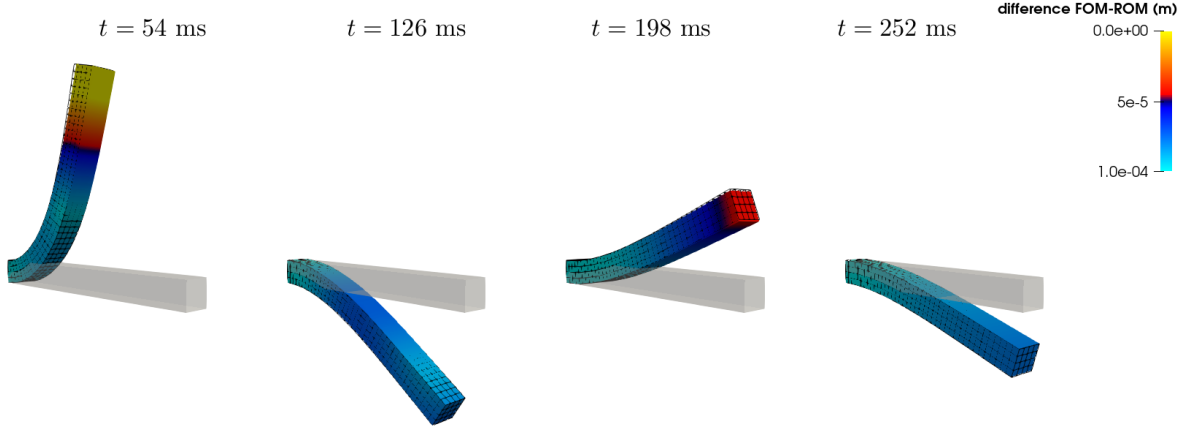 difference FOM-ROM (m)
t = 54 ms
t = 126 ms
t = 198 ms
t = 252 ms
0.0e+00
5e-5
1.0e-04